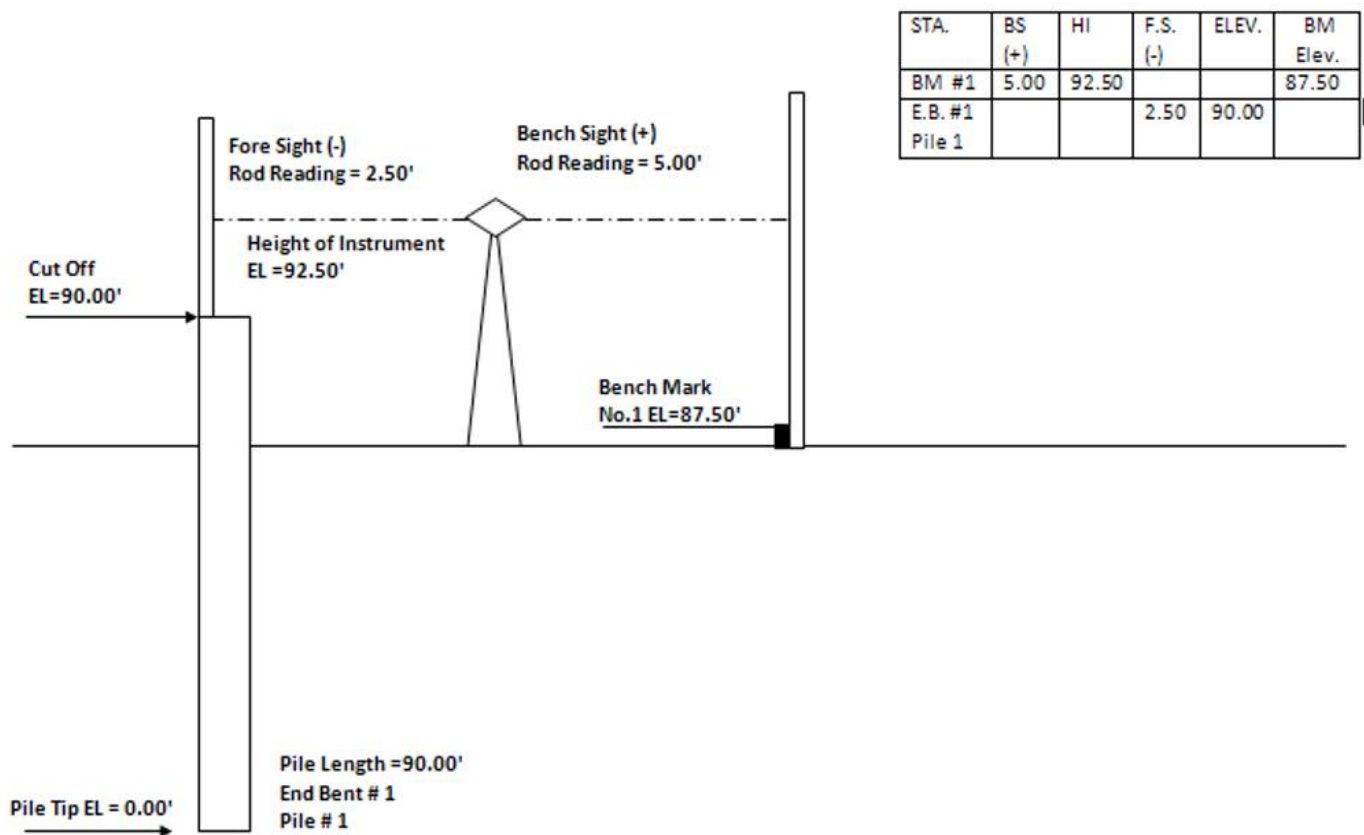 STA. BS (+) HI F.S. (-) ELEV. BM Elev.
BM #1 5.00 92.50 87.50
E.B. #1 Pile 1 2.50 90.00
Fore Sight (-)
Rod Reading = 2.50'
Bench Sight (+)
Rod Reading = 5.00'
Height of Instrument
EL =92.50'
Cut Off
EL=90.00'
Bench Mark
No.1 EL=87.50'
Pile Length =90.00'
End Bent # 1
Pile # 1
Pile Tip EL = 0.00'